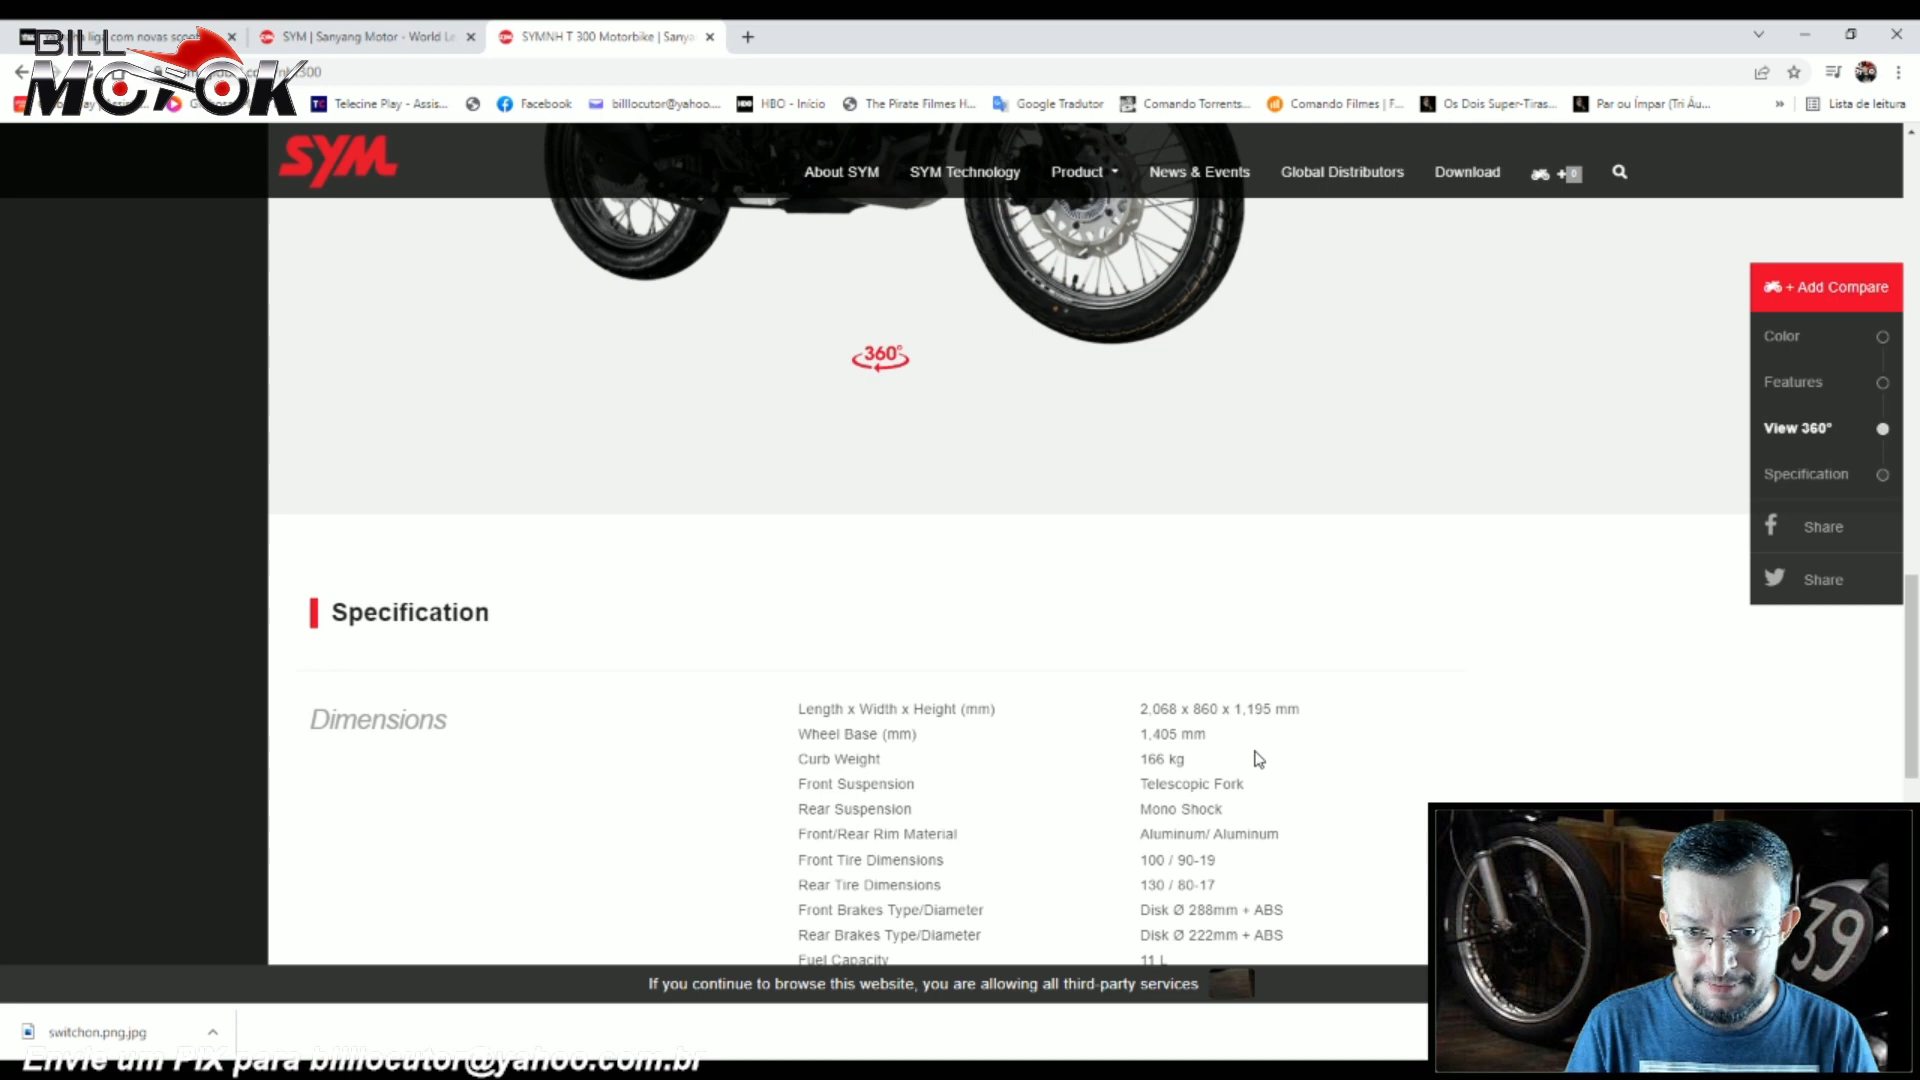 BILL
MOTOK
liga com novas scoot
SYM | Sanyang Motor - World Le
SYMNH T 300 Motorbike | Sanya
Telecine Play - Assis...
Facebook
billlocutor@yahoo....
HBO - Início
The Pirate Filmes H...
Google Tradutor
Comando Torrents...
Comando Filmes | F...
Os Dois Super-Tiras...
Par ou Ímpar (Tri Áu...
»
Lista de leitura
SYM
About SYM
SYM Technology
Product
News & Events
Global Distributors
Download
+ 0
360°
+ Add Compare
Color
Features
View 360°
Specification
Share
Share
Specification
Dimensions
Length x Width x Height (mm) 2,068 x 860 x 1,195 mm
Wheel Base (mm) 1,405 mm
Curb Weight 166 kg
Front Suspension Telescopic Fork
Rear Suspension Mono Shock
Front/Rear Rim Material Aluminum/ Aluminum
Front Tire Dimensions 100 / 90-19
Rear Tire Dimensions 130 / 80-17
Front Brakes Type/Diameter Disk Ø 288mm + ABS
Rear Brakes Type/Diameter Disk Ø 222mm + ABS
Fuel Capacity 11 L
If you continue to browse this website, you are allowing all third-party services
39
switchon.png.jpg
Envie um PIX para billlocutor@yahoo.com.br